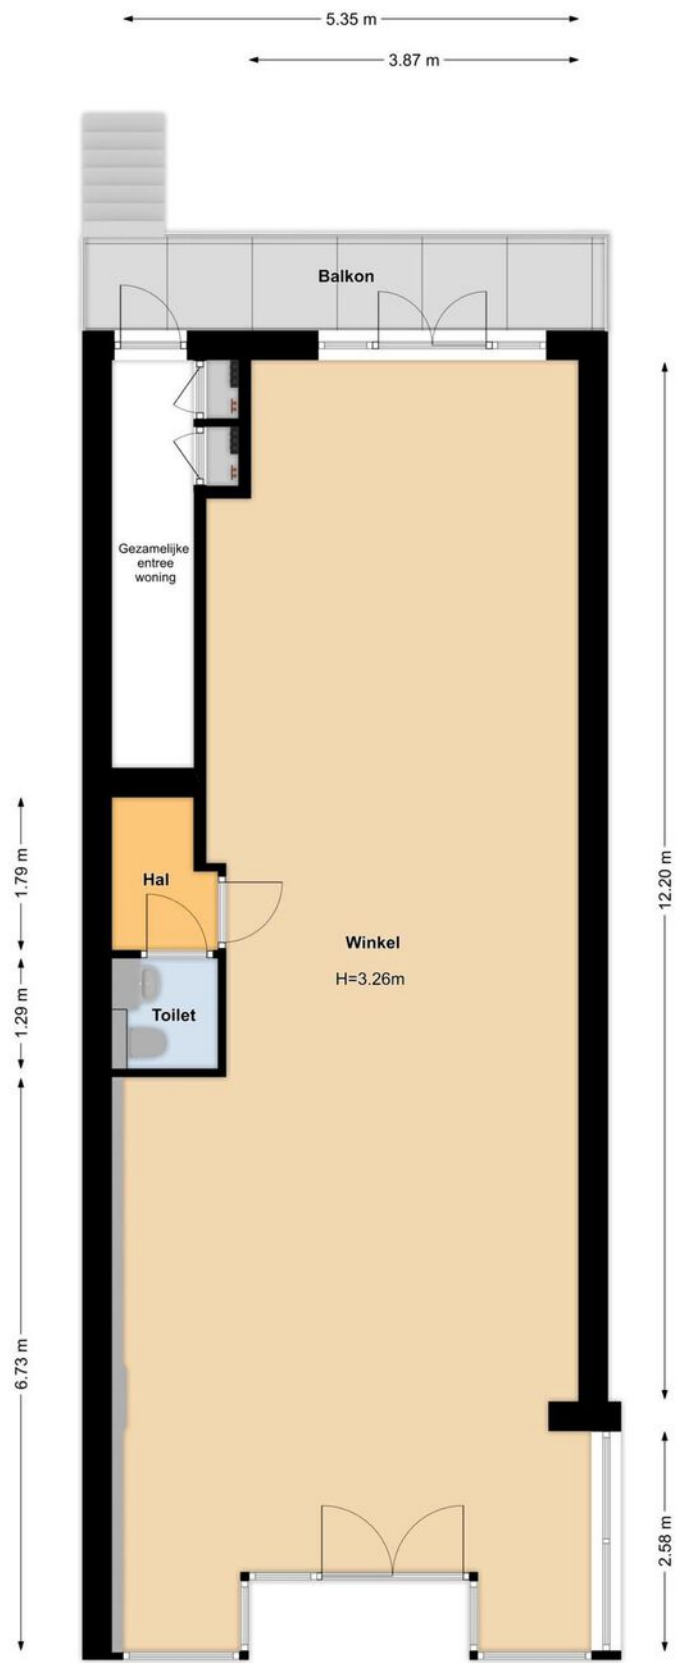 5.35 m
3.87 m
Balkon
Gezamelijke
entree
woning
1.79 m
Hal
12.20 m
Winkel
H=3.26m
1.29 m
Toilet
6.73 m
2.58 m